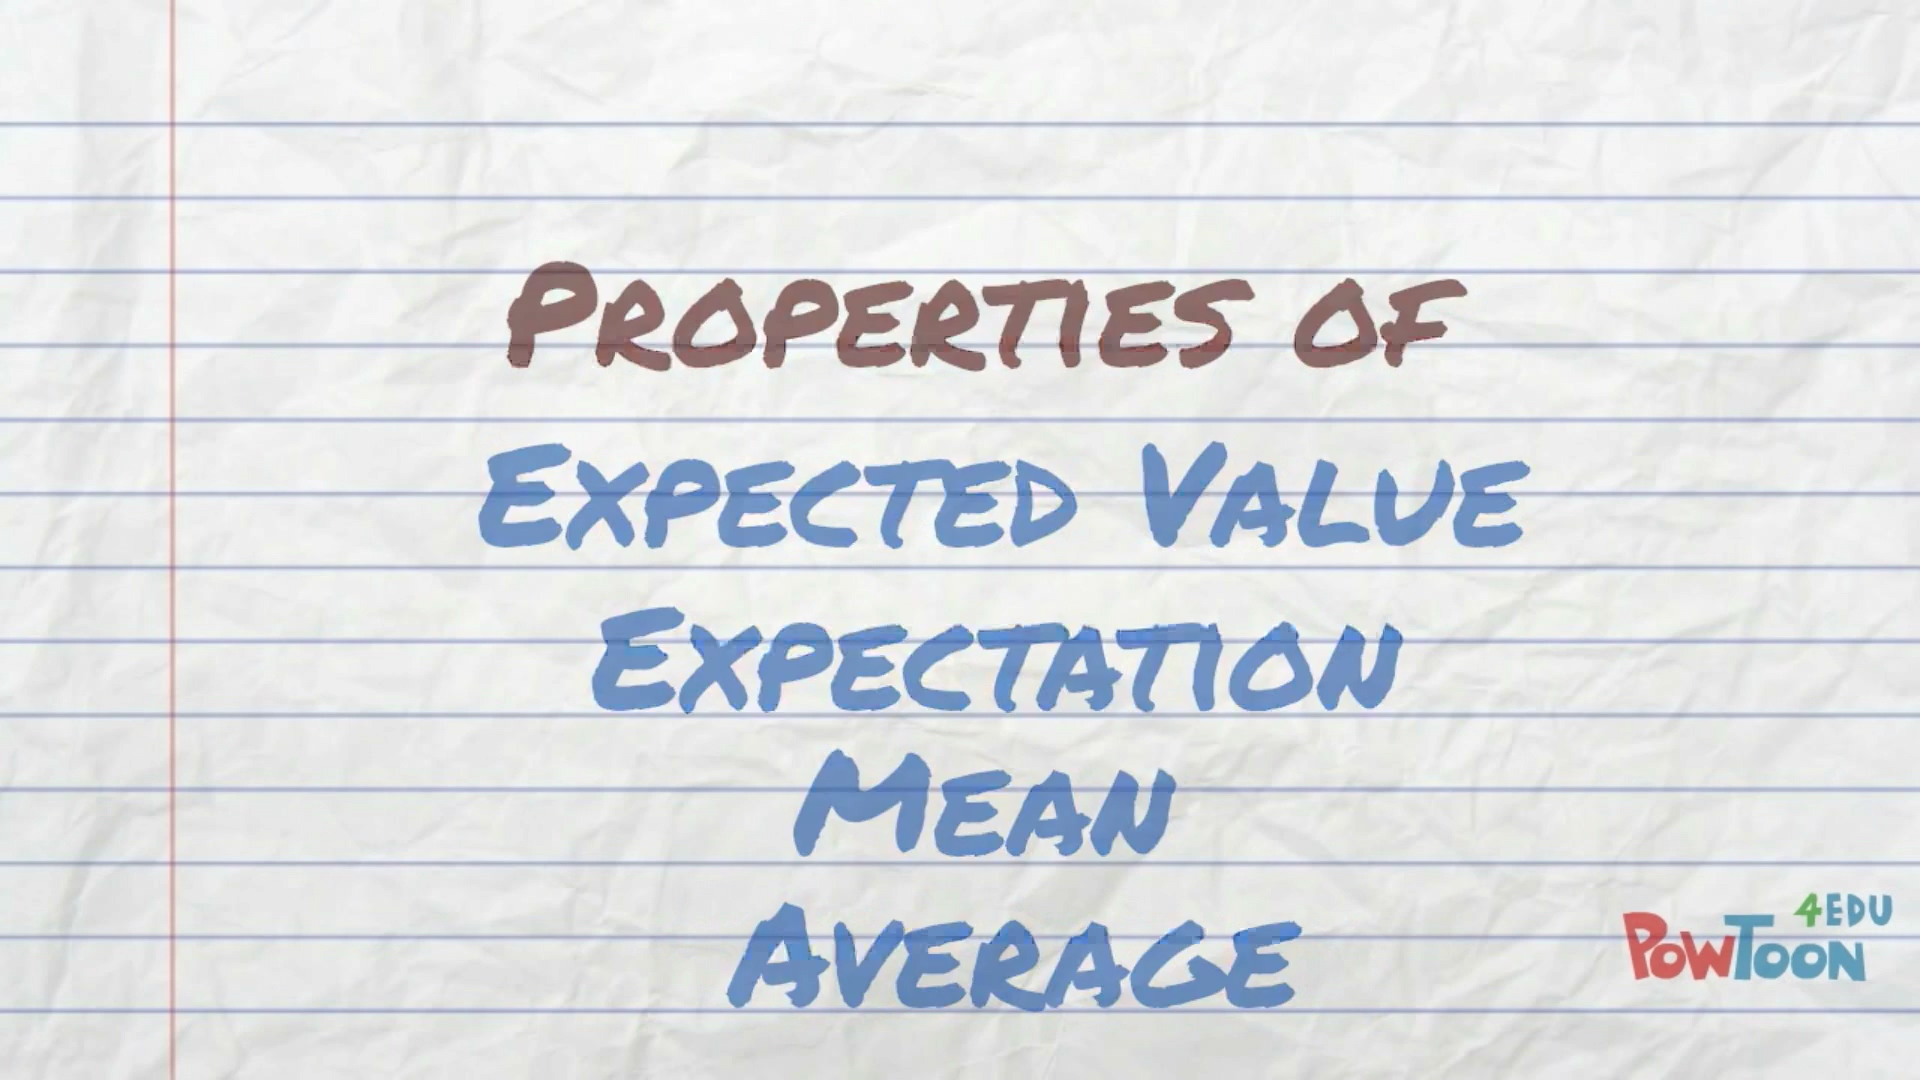 Properties of
Expected Value
Expectation
Mean
Average
4EDU
PowToon